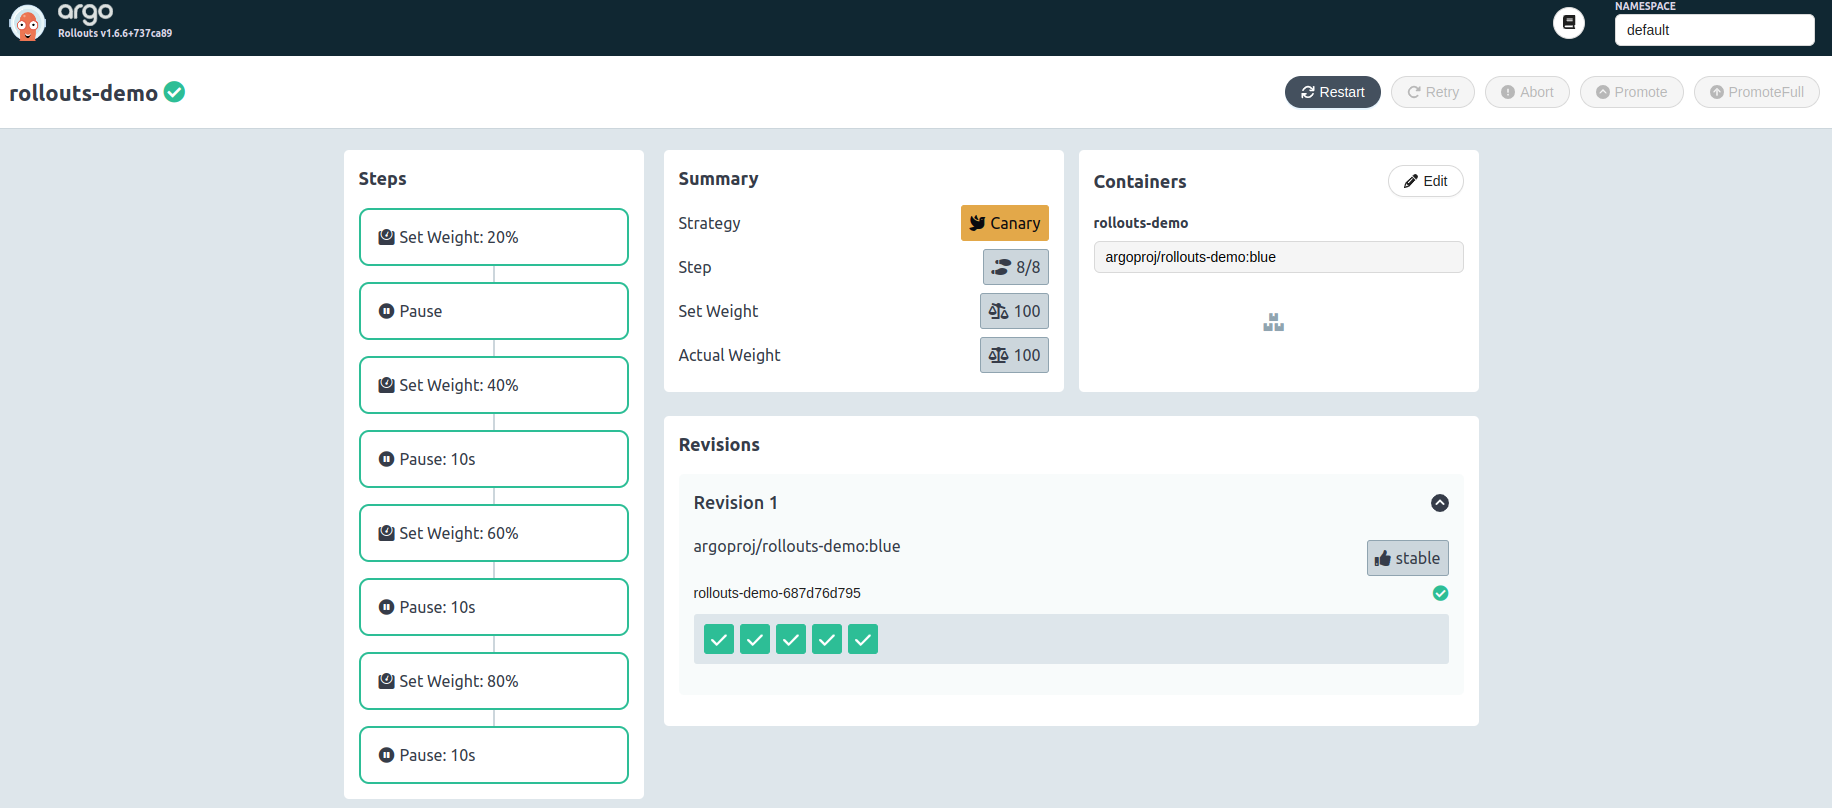 argo
Rollouts v1.6.6+737ca89
NAMESPACE
default
rollouts-demo
Restart
Retry
Abort
Promote
PromoteFull
Steps
Set Weight: 20%
Pause
Set Weight: 40%
Pause: 10s
Set Weight: 60%
Pause: 10s
Set Weight: 80%
Pause: 10s
Summary
Strategy Canary
Step 8/8
Set Weight 100
Actual Weight 100
Containers Edit
rollouts-demo
argoproj/rollouts-demo:blue
Revisions
Revision 1
argoproj/rollouts-demo:blue
stable
rollouts-demo-687d76d795